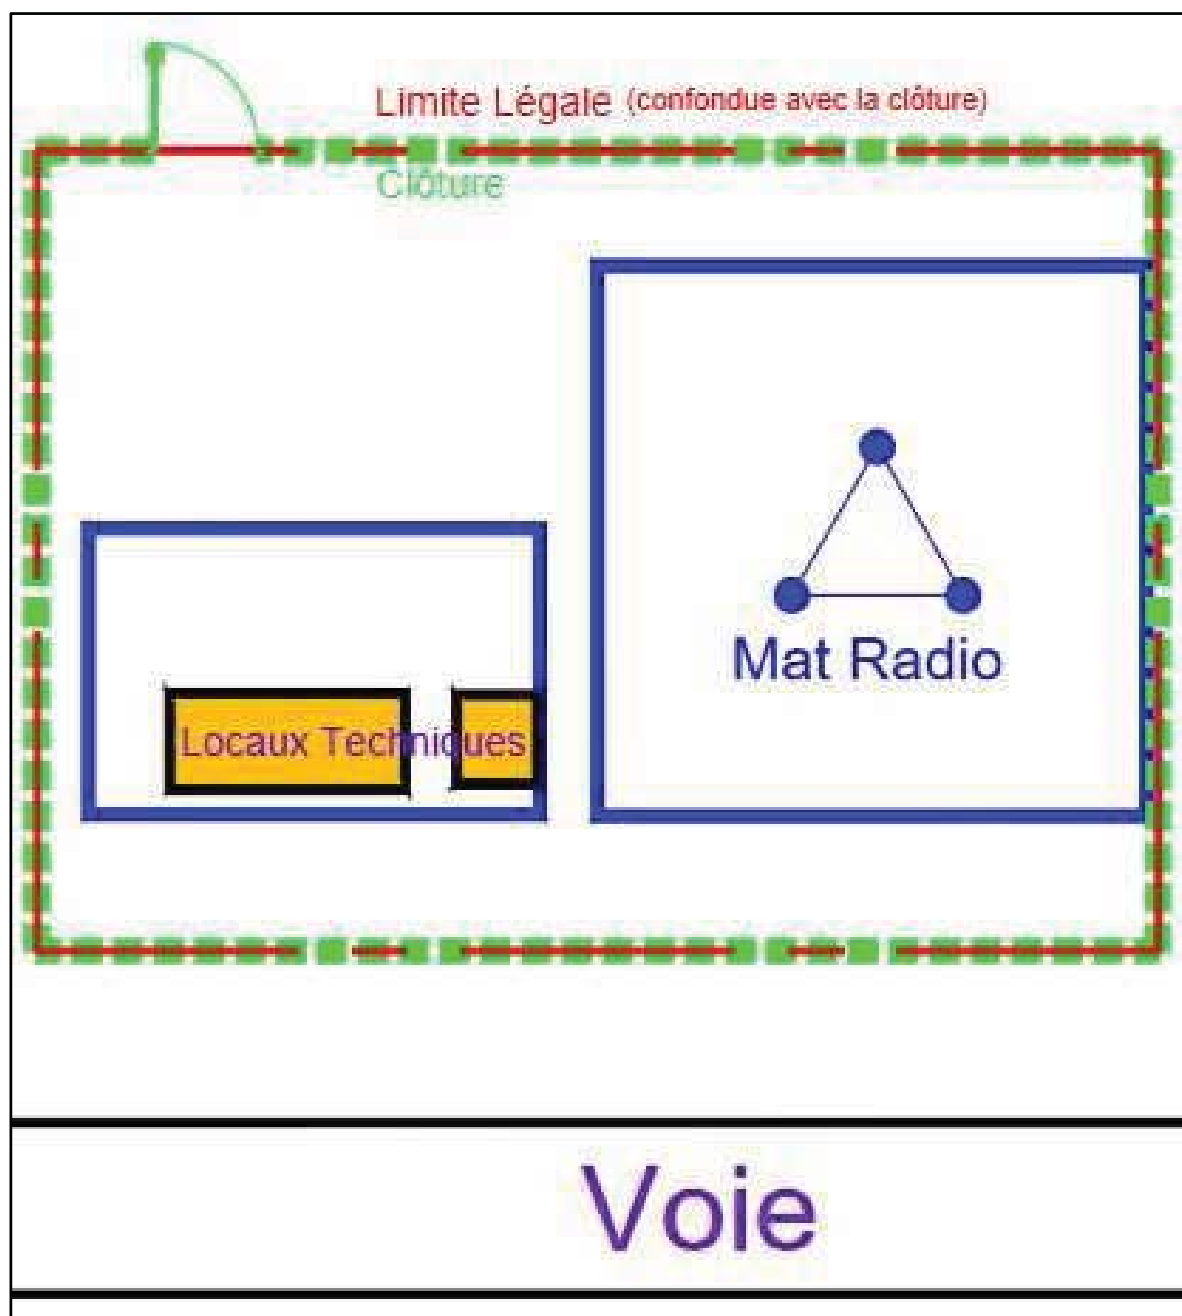 Limite Légale (confondue avec la clôture)
Clôture
Mat Radio
Locaux Techniques
Voie